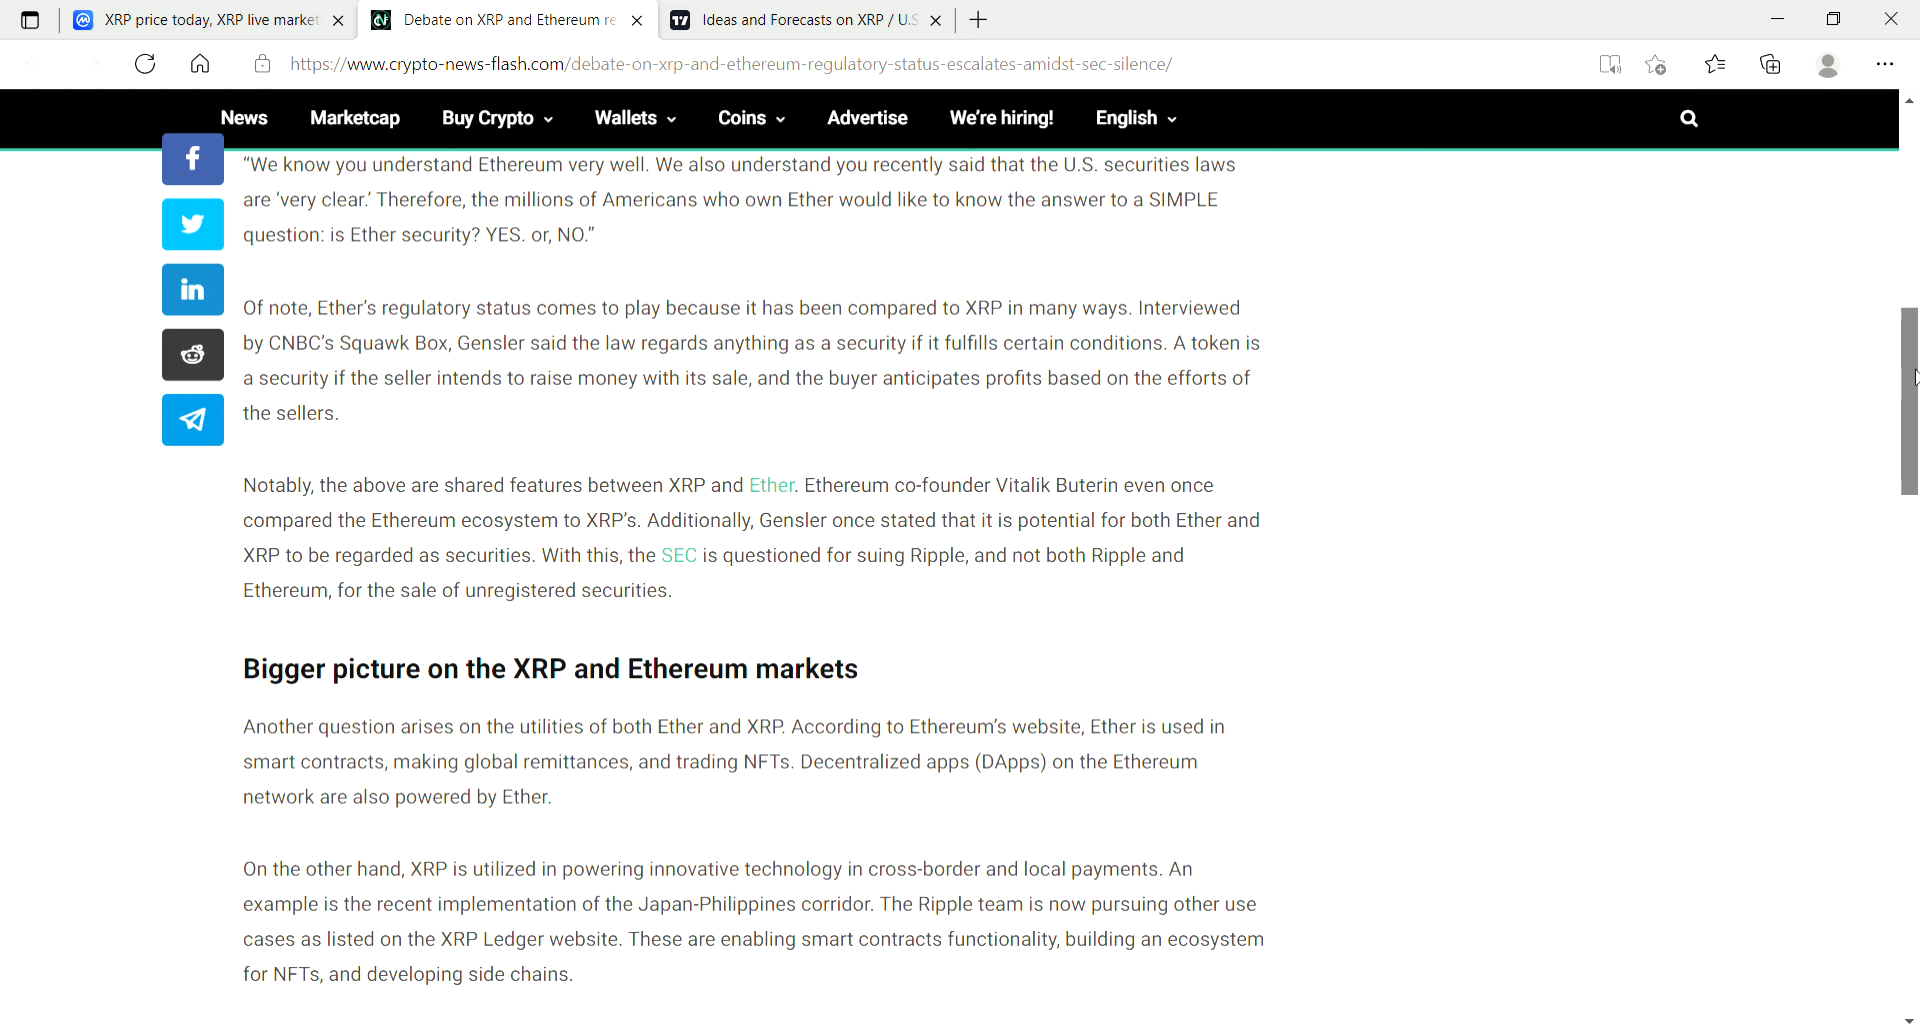 XRP price today, XRP live market
Debate on XRP and Ethereum re
Ideas and Forecasts on XRP / U.S
https://www.crypto-news-flash.com/debate-on-xrp-and-ethereum-regulatory-status-escalates-amidst-sec-silence/
News Marketcap Buy Crypto Wallets Coins Advertise We're hiring! English
“We know you understand Ethereum very well. We also understand you recently said that the U.S. securities laws
are ‘very clear.’ Therefore, the millions of Americans who own Ether would like to know the answer to a SIMPLE
question: is Ether security? YES. or, NO.”
Of note, Ether’s regulatory status comes to play because it has been compared to XRP in many ways. Interviewed
by CNBC’s Squawk Box, Gensler said the law regards anything as a security if it fulfills certain conditions. A token is
a security if the seller intends to raise money with its sale, and the buyer anticipates profits based on the efforts of
the sellers.
Notably, the above are shared features between XRP and Ether. Ethereum co-founder Vitalik Buterin even once
compared the Ethereum ecosystem to XRP’s. Additionally, Gensler once stated that it is potential for both Ether and
XRP to be regarded as securities. With this, the SEC is questioned for suing Ripple, and not both Ripple and
Ethereum, for the sale of unregistered securities.
Bigger picture on the XRP and Ethereum markets
Another question arises on the utilities of both Ether and XRP. According to Ethereum’s website, Ether is used in
smart contracts, making global remittances, and trading NFTs. Decentralized apps (DApps) on the Ethereum
network are also powered by Ether.
On the other hand, XRP is utilized in powering innovative technology in cross-border and local payments. An
example is the recent implementation of the Japan-Philippines corridor. The Ripple team is now pursuing other use
cases as listed on the XRP Ledger website. These are enabling smart contracts functionality, building an ecosystem
for NFTs, and developing side chains.